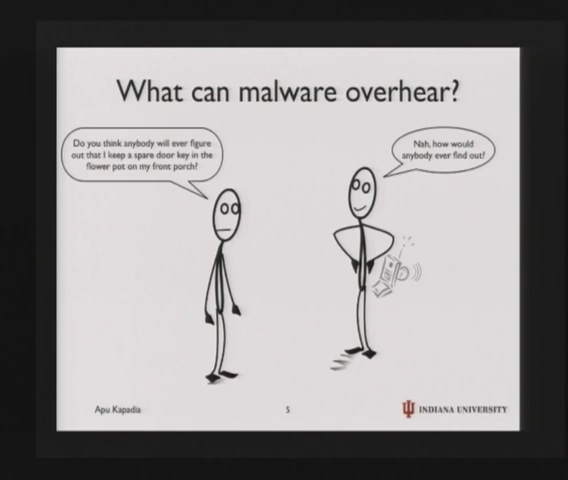 What can malware overhear?
Do you think anybody will ever figure
out that I keep a spare door key in the
flower pot on my front porch?
Nah, how would
anybody ever find out?
Apu Kapadia
5
INDIANA UNIVERSITY